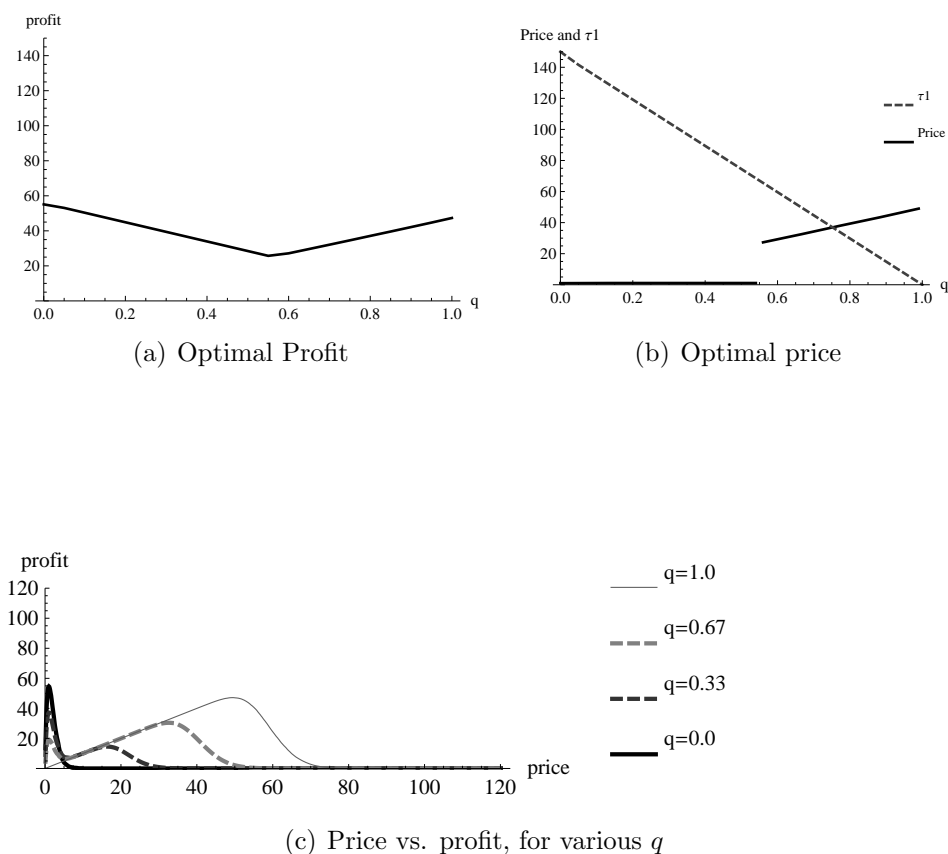 profit
140
120
100
80
60
40
20
0.0 0.2 0.4 0.6 0.8 1.0 q
(a) Optimal Profit
Price and τ1
140
120
100
80
60
40
20
0.0 0.2 0.4 0.6 0.8 1.0 q
τ1
Price
(b) Optimal price
profit
120
100
80
60
40
20
0 20 40 60 80 100 120 price
q=1.0
q=0.67
q=0.33
q=0.0
(c) Price vs. profit, for various q